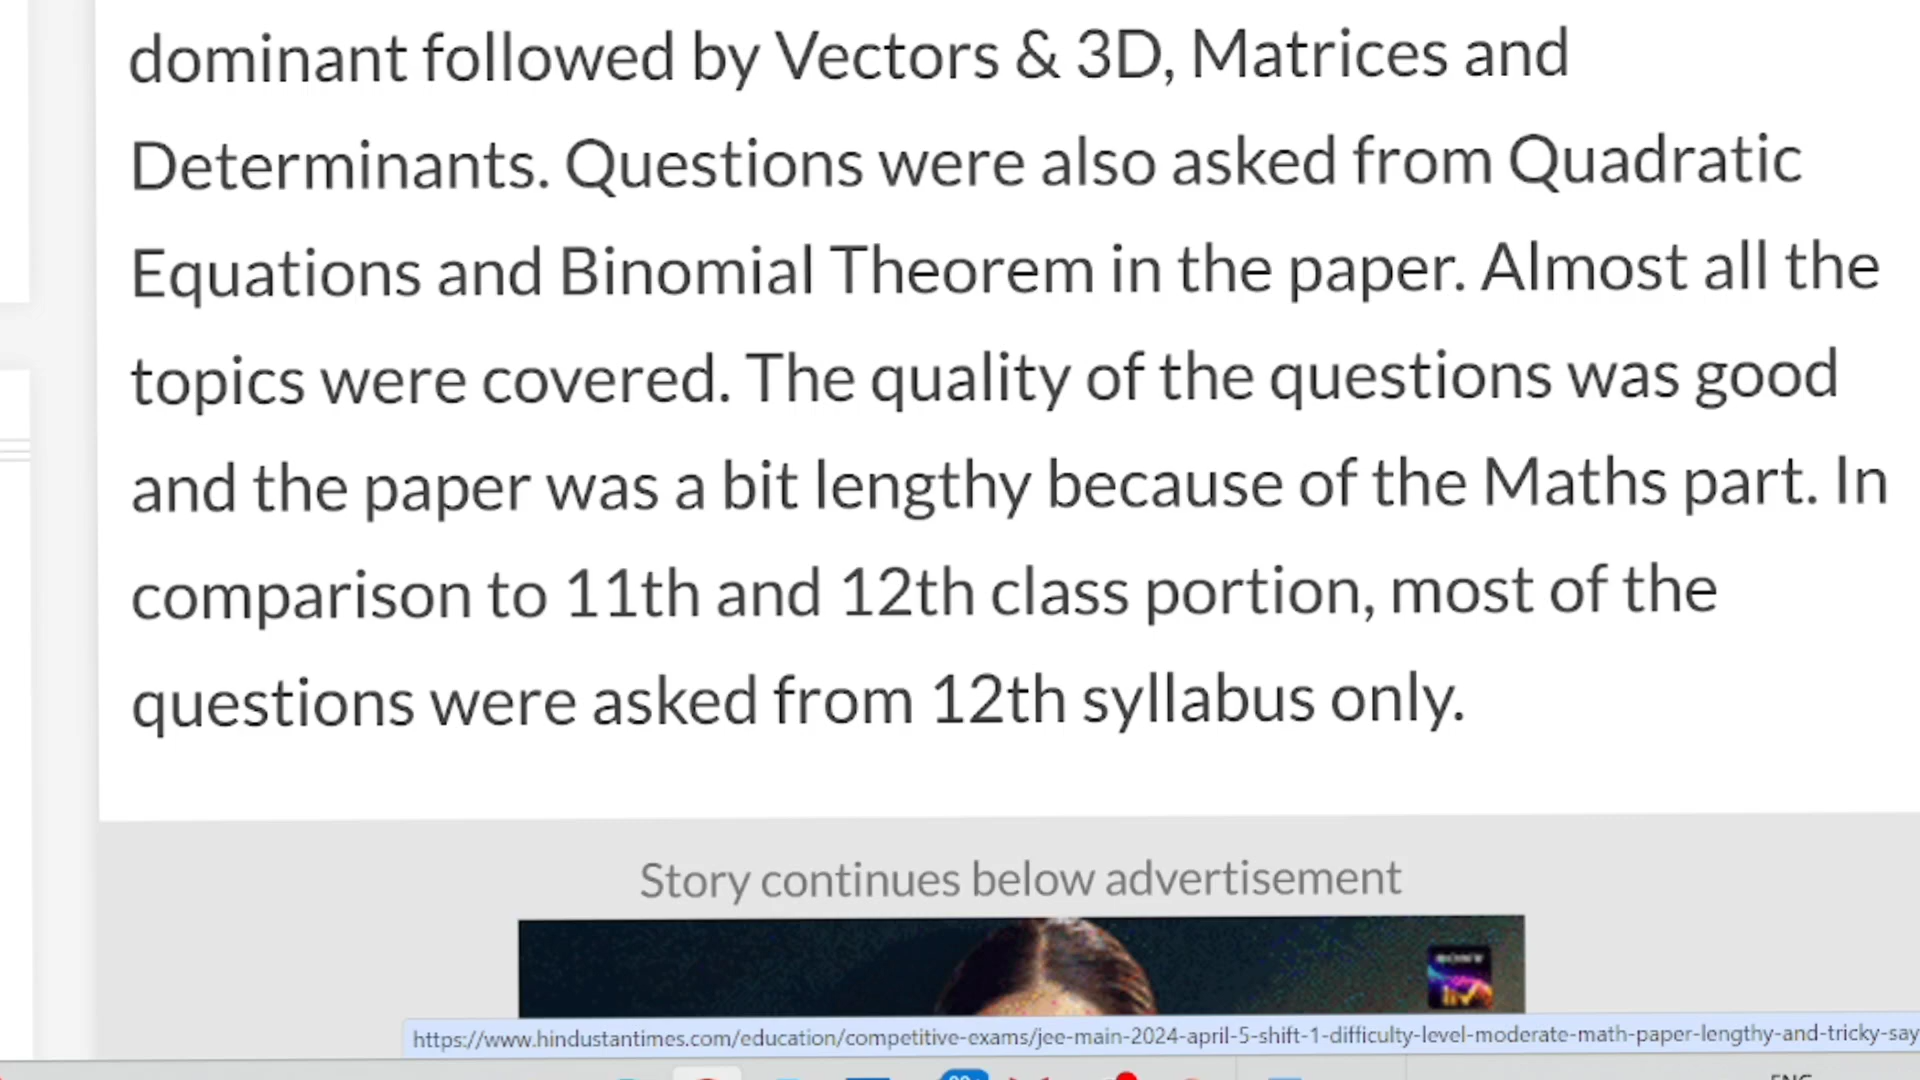 dominant followed by Vectors & 3D, Matrices and
Determinants. Questions were also asked from Quadratic
Equations and Binomial Theorem in the paper. Almost all the
topics were covered. The quality of the questions was good
and the paper was a bit lengthy because of the Maths part. In
comparison to 11th and 12th class portion, most of the
questions were asked from 12th syllabus only.
Story continues below advertisement
SONY
liv
https://www.hindustantimes.com/education/competitive-exams/jee-main-2024-april-5-shift-1-difficulty-level-moderate-math-paper-lengthy-and-tricky-say